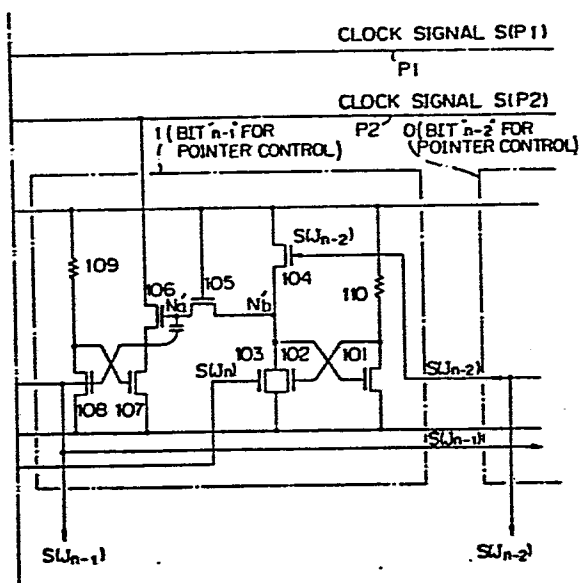 CLOCK SIGNAL S(P1)
P1
CLOCK SIGNAL S(P2)
1 (BIT "n-1" FOR POINTER CONTROL)
P2
0 (BIT "n-2" FOR POINTER CONTROL)
109
106
Na'
105
Nb'
S(Jn-2)
104
110
S(Jn)
103
102
101
S(Jn-2)
108
107
S(Jn-1)
S(Jn-1)
S(Jn-2)